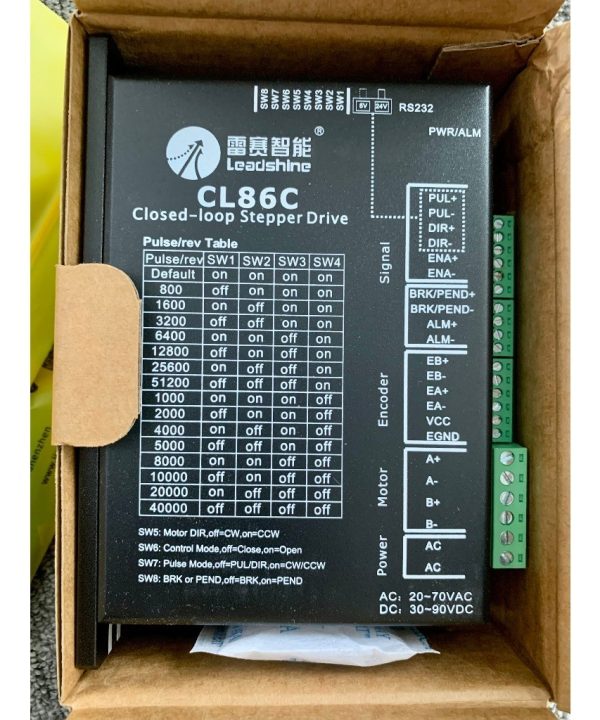 SW8
SW7
SW6
SW5
SW4
SW3
SW2
SW1
5V 24V
RS232
PWR/ALM
雷赛智能®
Leadshine
CL86C
Closed-loop Stepper Drive
Pulse/rev Table
Pulse/rev SW1 SW2 SW3 SW4
Default on on on on
800 off on on on
1600 on off on on
3200 off off on on
6400 on on off on
12800 off on off on
25600 on off off on
51200 off off off on
1000 on on on off
2000 off on on off
4000 on off on off
5000 off off on off
8000 on on off off
10000 off on off off
20000 on off off off
40000 off off off off
SW5: Motor DIR,off=CW,on=CCW
SW6: Control Mode,off=Close,on=Open
SW7: Pulse Mode,off=PUL/DIR,on=CW/CCW
SW8: BRK or PEND,off=BRK,on=PEND
Signal
PUL+
PUL-
DIR+
DIR-
ENA+
ENA-
BRK/PEND+
BRK/PEND-
ALM+
ALM-
Encoder
EB+
EB-
EA+
EA-
VCC
EGND
Motor
A+
A-
B+
B-
Power
AC
AC
AC: 20~70VAC
DC: 30~90VDC